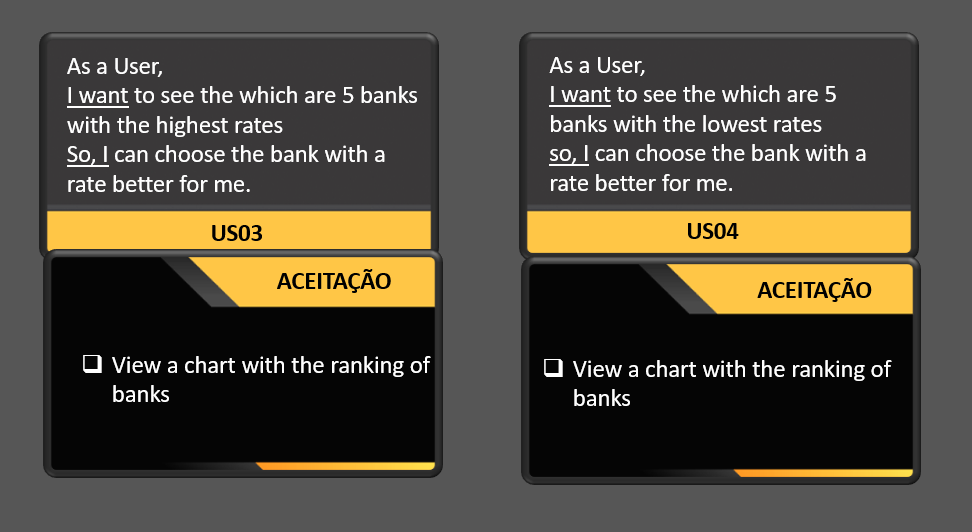 As a User,
I want to see the which are 5 banks
with the highest rates
So, I can choose the bank with a
rate better for me.
US03
ACEITAÇÃO
❑ View a chart with the ranking of
banks
As a User,
I want to see the which are 5
banks with the lowest rates
so, I can choose the bank with a
rate better for me.
US04
ACEITAÇÃO
❑ View a chart with the ranking of
banks